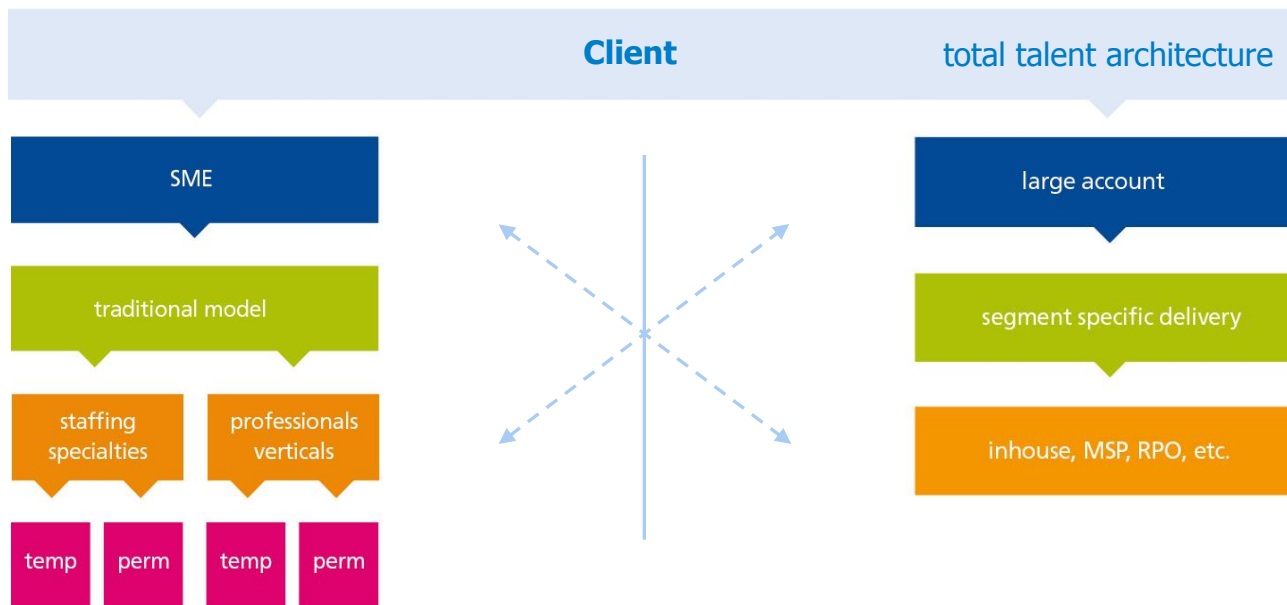 Client
total talent architecture
SME
large account
traditional model
segment specific delivery
staffing
specialties
professionals
verticals
inhouse, MSP, RPO, etc.
temp
perm
temp
perm